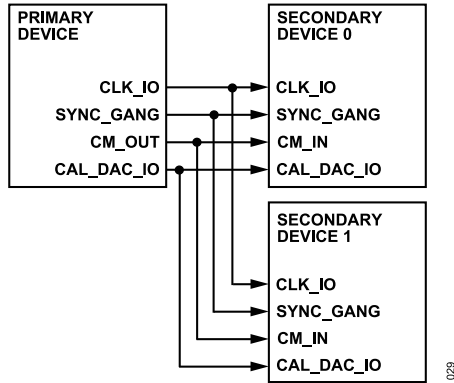 PRIMARY
DEVICE
CLK_IO
SYNC_GANG
CM_OUT
CAL_DAC_IO
SECONDARY
DEVICE 0
CLK_IO
SYNC_GANG
CM_IN
CAL_DAC_IO
SECONDARY
DEVICE 1
CLK_IO
SYNC_GANG
CM_IN
CAL_DAC_IO
029